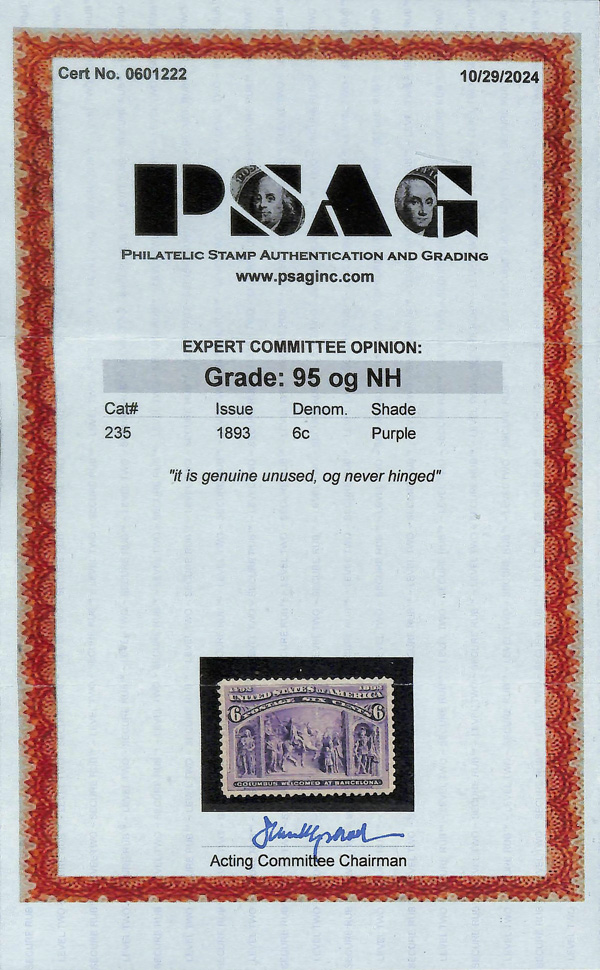 Cert No. 0601222 10/29/2024
PSAG
PHILATELIC STAMP AUTHENTICATION AND GRADING
www.psaginc.com
EXPERT COMMITTEE OPINION:
Grade: 95 og NH
Cat# Issue Denom. Shade
235 1893 6c Purple
"it is genuine unused, og never hinged"
1492 1892
UNITED STATES OF AMERICA
6 POSTAGE SIX CENTS 6
COLUMBUS WELCOMED AT BARCELONA
Acting Committee Chairman